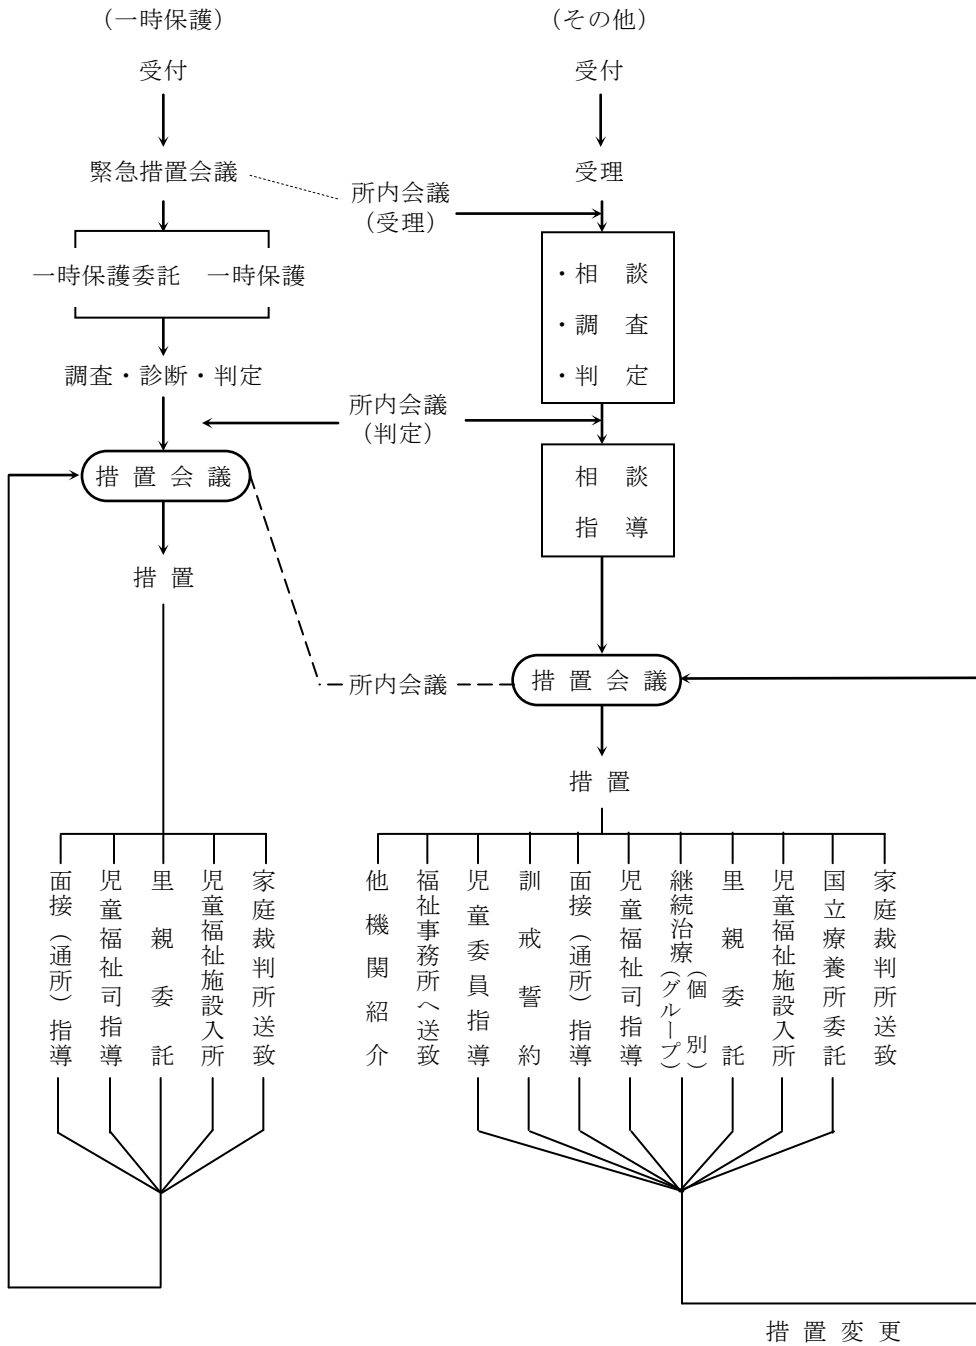 （一時保護）
受付
緊急措置会議
一時保護委託　一時保護
調査・診断・判定
措置会議
措置
面接（通所）指導
児童福祉司指導
里親委託
児童福祉施設入所
家庭裁判所送致
所内会議
（受理）
所内会議
（判定）
所内会議
（その他）
受付
受理
・相　談
・調　査
・判　定
相　談
指　導
措置会議
措置
他機関紹介
福祉事務所へ送致
児童委員指導
訓戒誓約
面接（通所）指導
児童福祉司指導
継続治療（個　別）
（グループ）
里親委託
児童福祉施設入所
国立療養所委託
家庭裁判所送致
措置変更